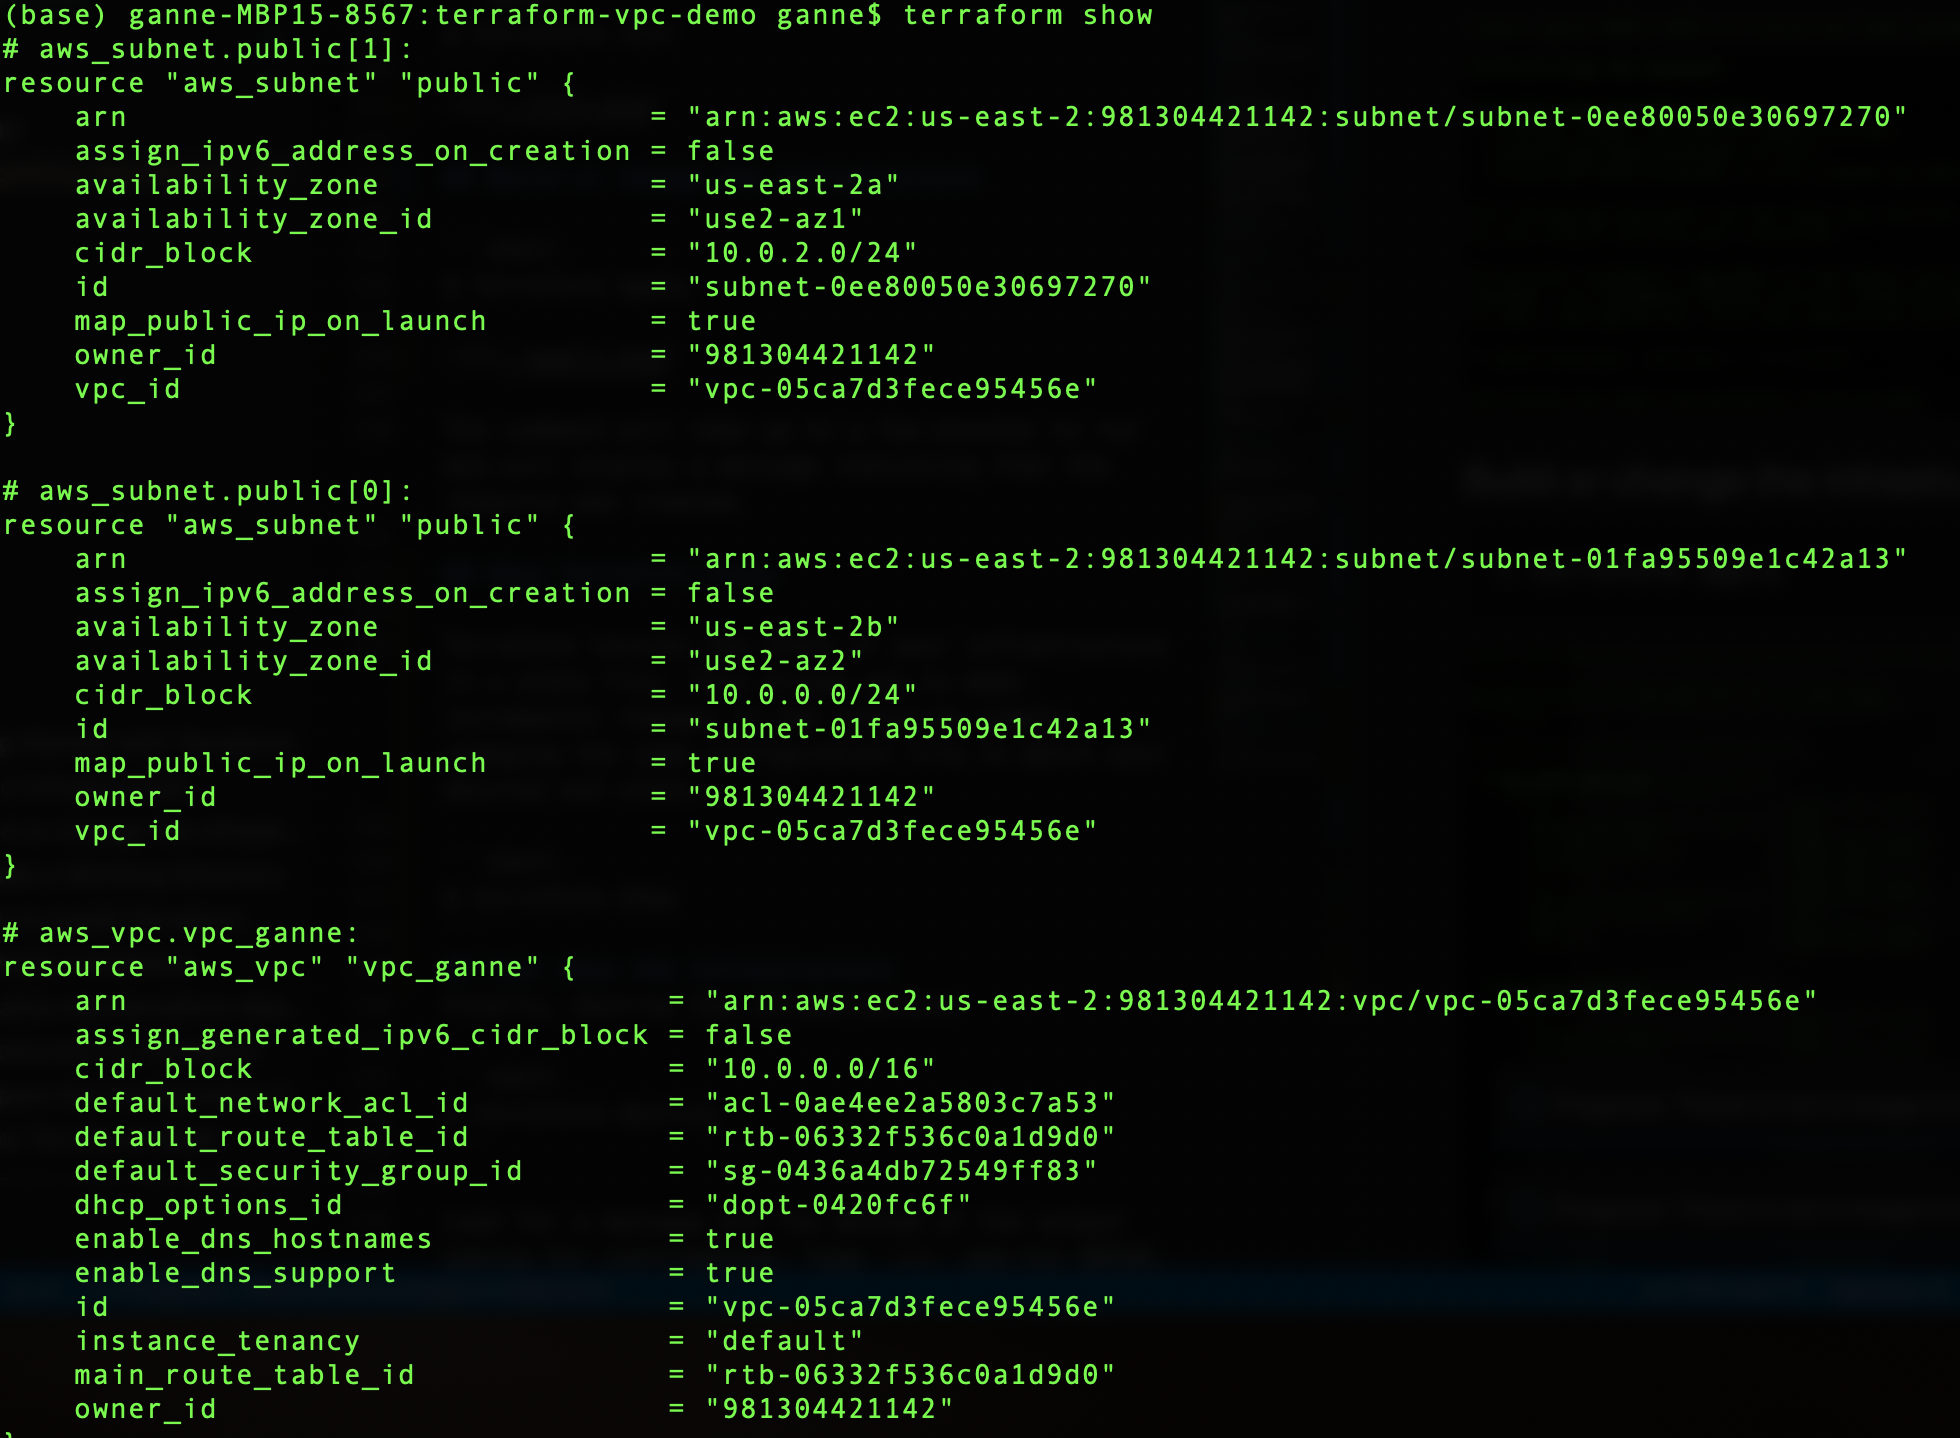 (base) ganne-MBP15-8567:terraform-vpc-demo ganne$ terraform show
# aws_subnet.public[1]:
resource "aws_subnet" "public" {
    arn                             = "arn:aws:ec2:us-east-2:981304421142:subnet/subnet-0ee80050e30697270"
    assign_ipv6_address_on_creation = false
    availability_zone               = "us-east-2a"
    availability_zone_id            = "use2-az1"
    cidr_block                      = "10.0.2.0/24"
    id                              = "subnet-0ee80050e30697270"
    map_public_ip_on_launch         = true
    owner_id                        = "981304421142"
    vpc_id                          = "vpc-05ca7d3fece95456e"
}

# aws_subnet.public[0]:
resource "aws_subnet" "public" {
    arn                             = "arn:aws:ec2:us-east-2:981304421142:subnet/subnet-01fa95509e1c42a13"
    assign_ipv6_address_on_creation = false
    availability_zone               = "us-east-2b"
    availability_zone_id            = "use2-az2"
    cidr_block                      = "10.0.0.0/24"
    id                              = "subnet-01fa95509e1c42a13"
    map_public_ip_on_launch         = true
    owner_id                        = "981304421142"
    vpc_id                          = "vpc-05ca7d3fece95456e"
}

# aws_vpc.vpc_ganne:
resource "aws_vpc" "vpc_ganne" {
    arn                              = "arn:aws:ec2:us-east-2:981304421142:vpc/vpc-05ca7d3fece95456e"
    assign_generated_ipv6_cidr_block = false
    cidr_block                       = "10.0.0.0/16"
    default_network_acl_id           = "acl-0ae4ee2a5803c7a53"
    default_route_table_id           = "rtb-06332f536c0a1d9d0"
    default_security_group_id        = "sg-0436a4db72549ff83"
    dhcp_options_id                  = "dopt-0420fc6f"
    enable_dns_hostnames             = true
    enable_dns_support               = true
    id                               = "vpc-05ca7d3fece95456e"
    instance_tenancy                 = "default"
    main_route_table_id              = "rtb-06332f536c0a1d9d0"
    owner_id                         = "981304421142"